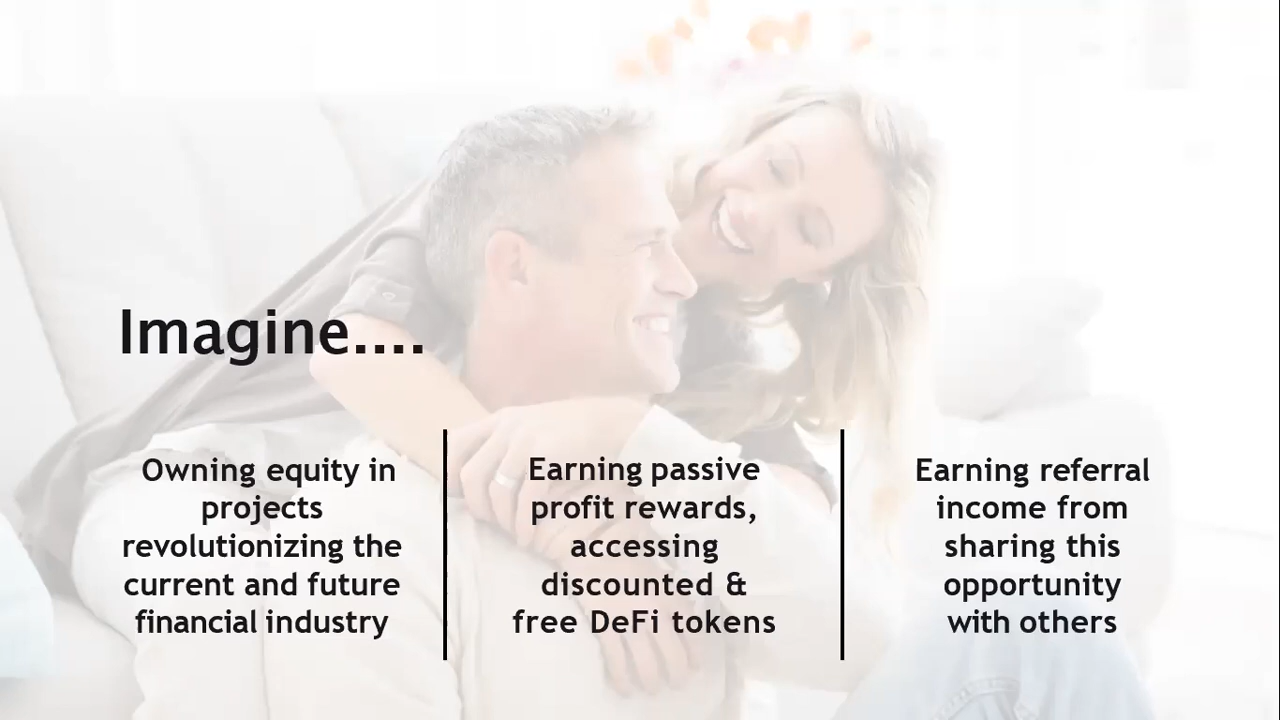 Imagine....
Owning equity in
projects
revolutionizing the
current and future
financial industry
Earning passive
profit rewards,
accessing
discounted &
free DeFi tokens
Earning referral
income from
sharing this
opportunity
with others